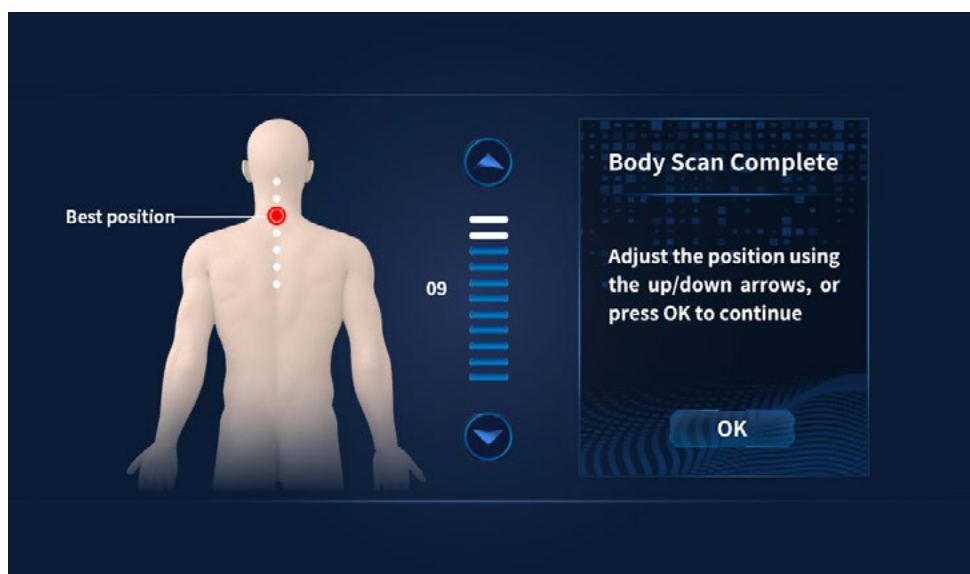 Best position
09
Body Scan Complete
Adjust the position using
the up/down arrows, or
press OK to continue
OK